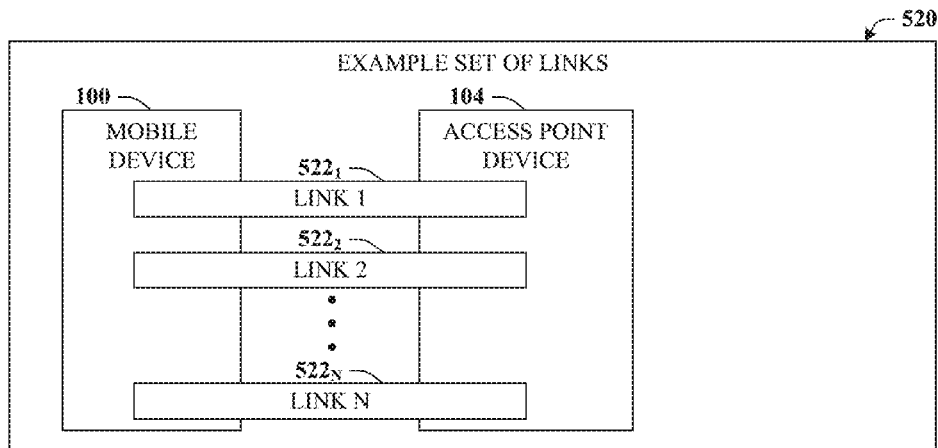 520
EXAMPLE SET OF LINKS
100
104
MOBILE
DEVICE
ACCESS POINT
DEVICE
522₁
LINK 1
522₂
LINK 2
522ₙ
LINK N